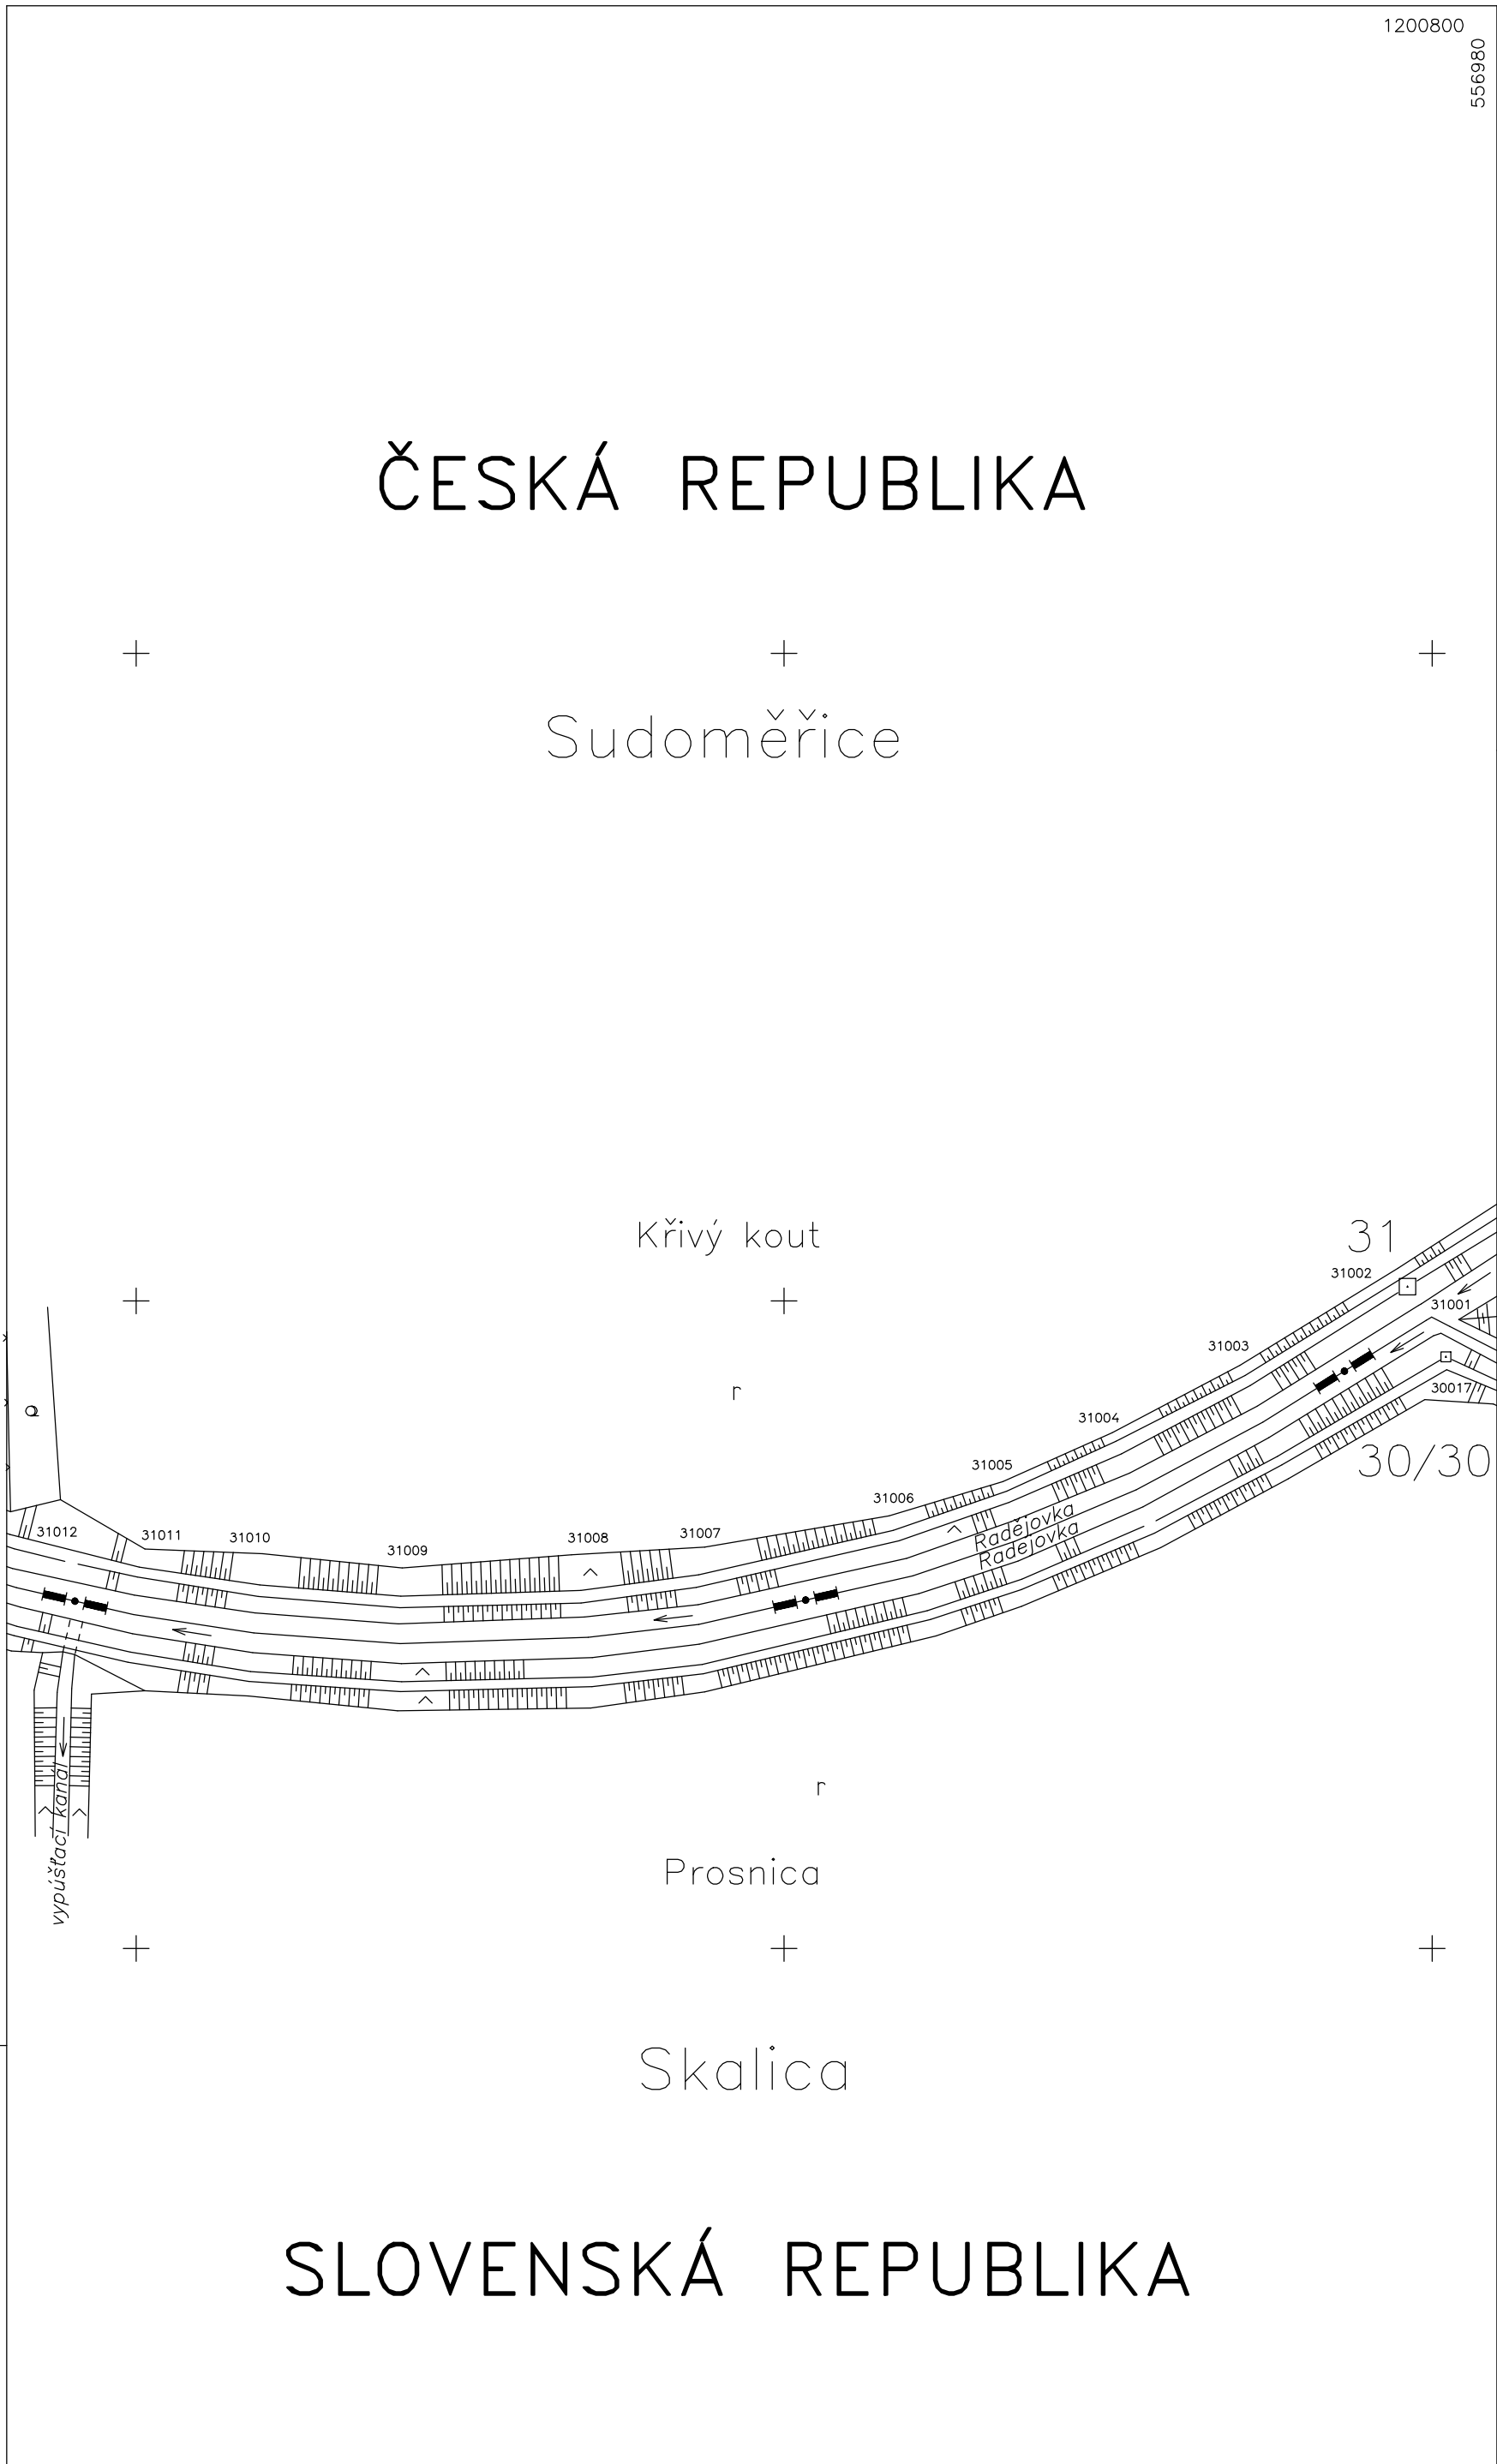 1200800
556980
ČESKÁ REPUBLIKA
Sudoměřice
Křivý kout
31
31002
31001
31003
r
30017
31004
30/30
31005
31006
Radějovka
Radějovka
31012
31011
31010
31009
31008
31007
vypúšťací kanál
r
Prosnica
Skalica
SLOVENSKÁ REPUBLIKA